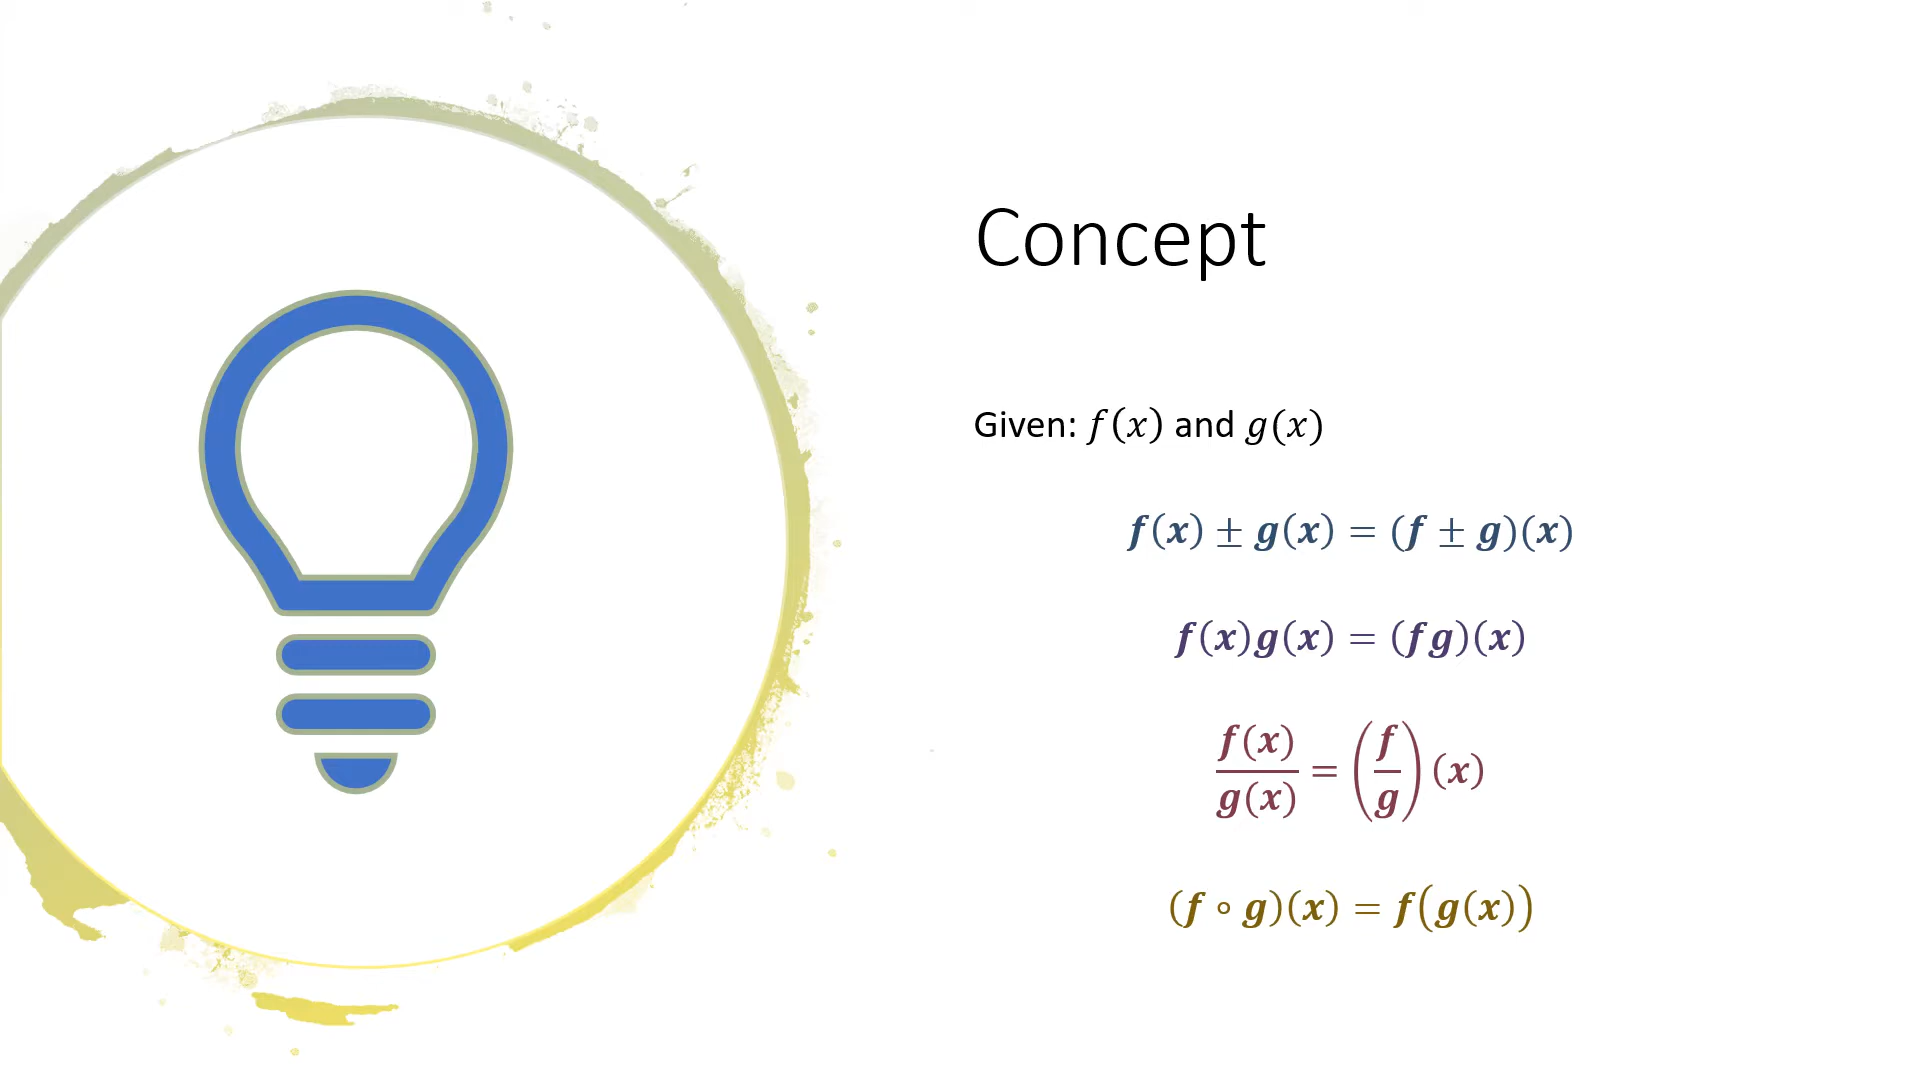 Concept
Given: f(x) and g(x)
f(x) ± g(x) = (f ± g)(x)
f(x)g(x) = (fg)(x)
f(x)/g(x) = (f/g)(x)
(f ∘ g)(x) = f(g(x))